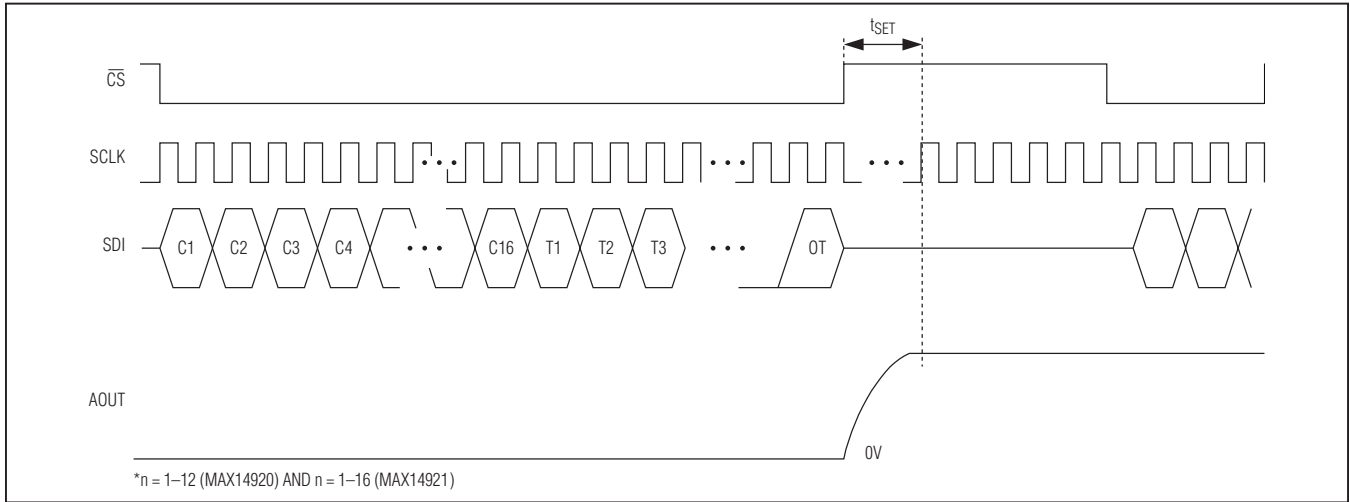 tSET
CS
SCLK
SDI C1 C2 C3 C4 ••• C16 T1 T2 T3 ••• OT
AOUT
0V
*n = 1–12 (MAX14920) AND n = 1–16 (MAX14921)